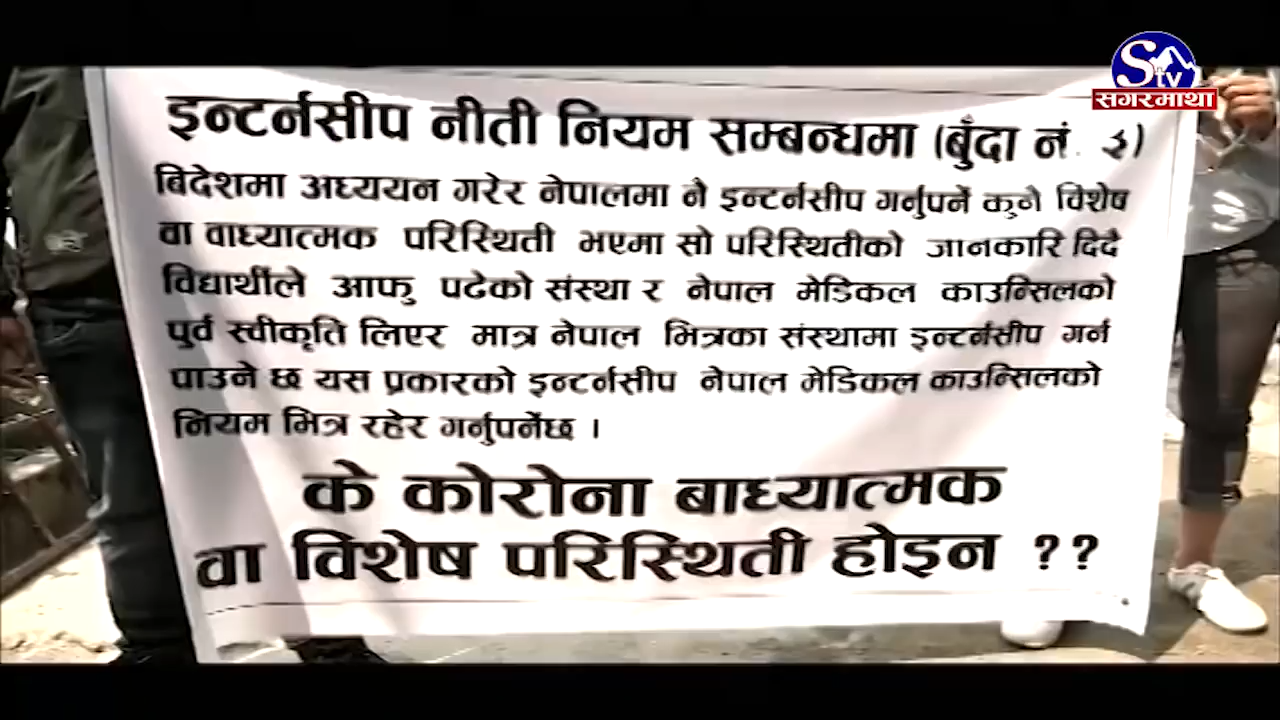 S tv
सगरमाथा
इन्टर्नसीप नीती नियम सम्बन्धमा (बुँदा नं. ३)
बिदेशमा अध्ययन गरेर नेपालमा नै इन्टर्नसीप गर्नुपर्ने कुनै विशेष
वा वाध्यात्मक परिस्थिती भएमा सो परिस्थितीको जानकारि दिदै
विद्यार्थीले आफु पढेको संस्था र नेपाल मेडिकल काउन्सिलको
पुर्व स्वीकृति लिएर मात्र नेपाल भित्रका संस्थामा इन्टर्नसीप गर्न
पाउने छ यस प्रकारको इन्टर्नसीप नेपाल मेडिकल काउन्सिलको
नियम भित्र रहेर गर्नुपर्नेछ ।
के कोरोना बाध्यात्मक
वा विशेष परिस्थिती होइन ??